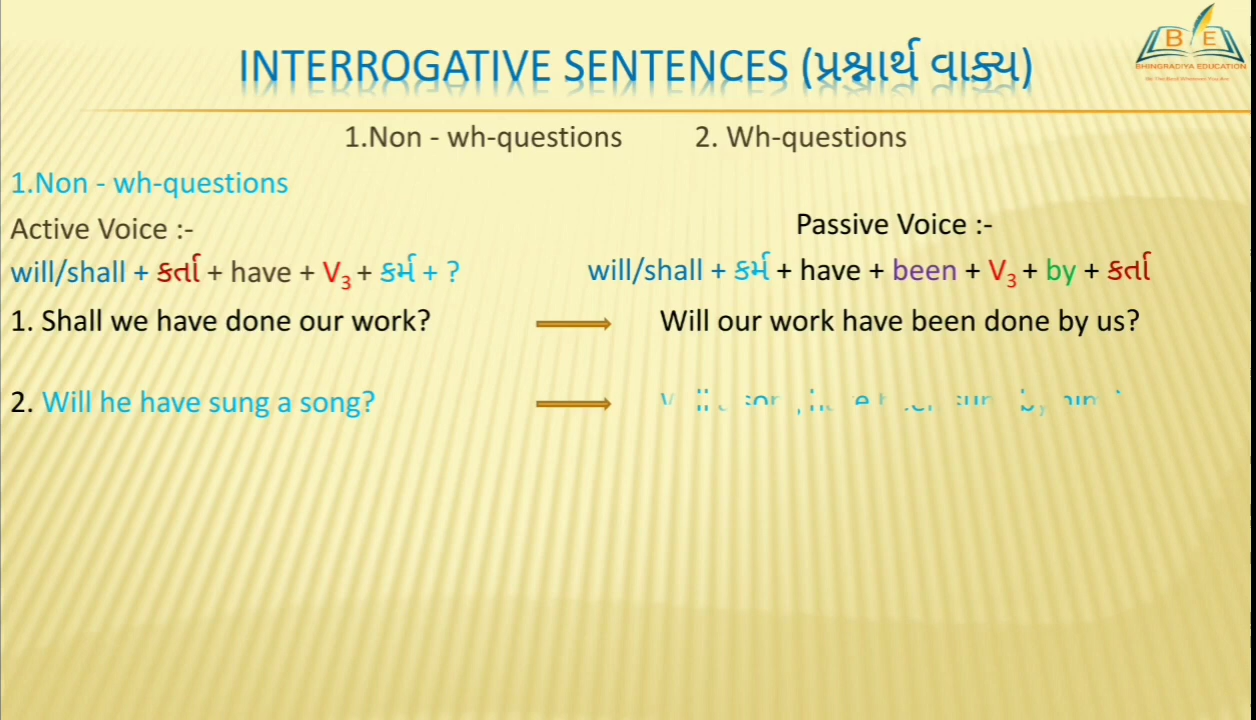 INTERROGATIVE SENTENCES (પ્રશ્નાર્થ વાક્ય)
B E
BHINGRADIYA EDUCATION
1.Non - wh-questions 2. Wh-questions
1.Non - wh-questions
Active Voice :- Passive Voice :-
will/shall + કર્તા + have + V3 + કર્મ + ? will/shall + કર્મ + have + been + V3 + by + કર્તા
1. Shall we have done our work? Will our work have been done by us?
2. Will he have sung a song?